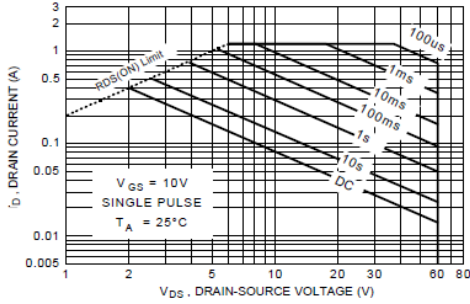 3
1
0.5
0.1
0.05
0.01
0.005
I_D, DRAIN CURRENT (A)
RDS(ON) Limit
100us
1ms
10ms
100ms
1s
10s
DC
V_GS = 10V
SINGLE PULSE
T_A = 25°C
1 2 5 10 20 30 60 80
V_DS , DRAIN-SOURCE VOLTAGE (V)